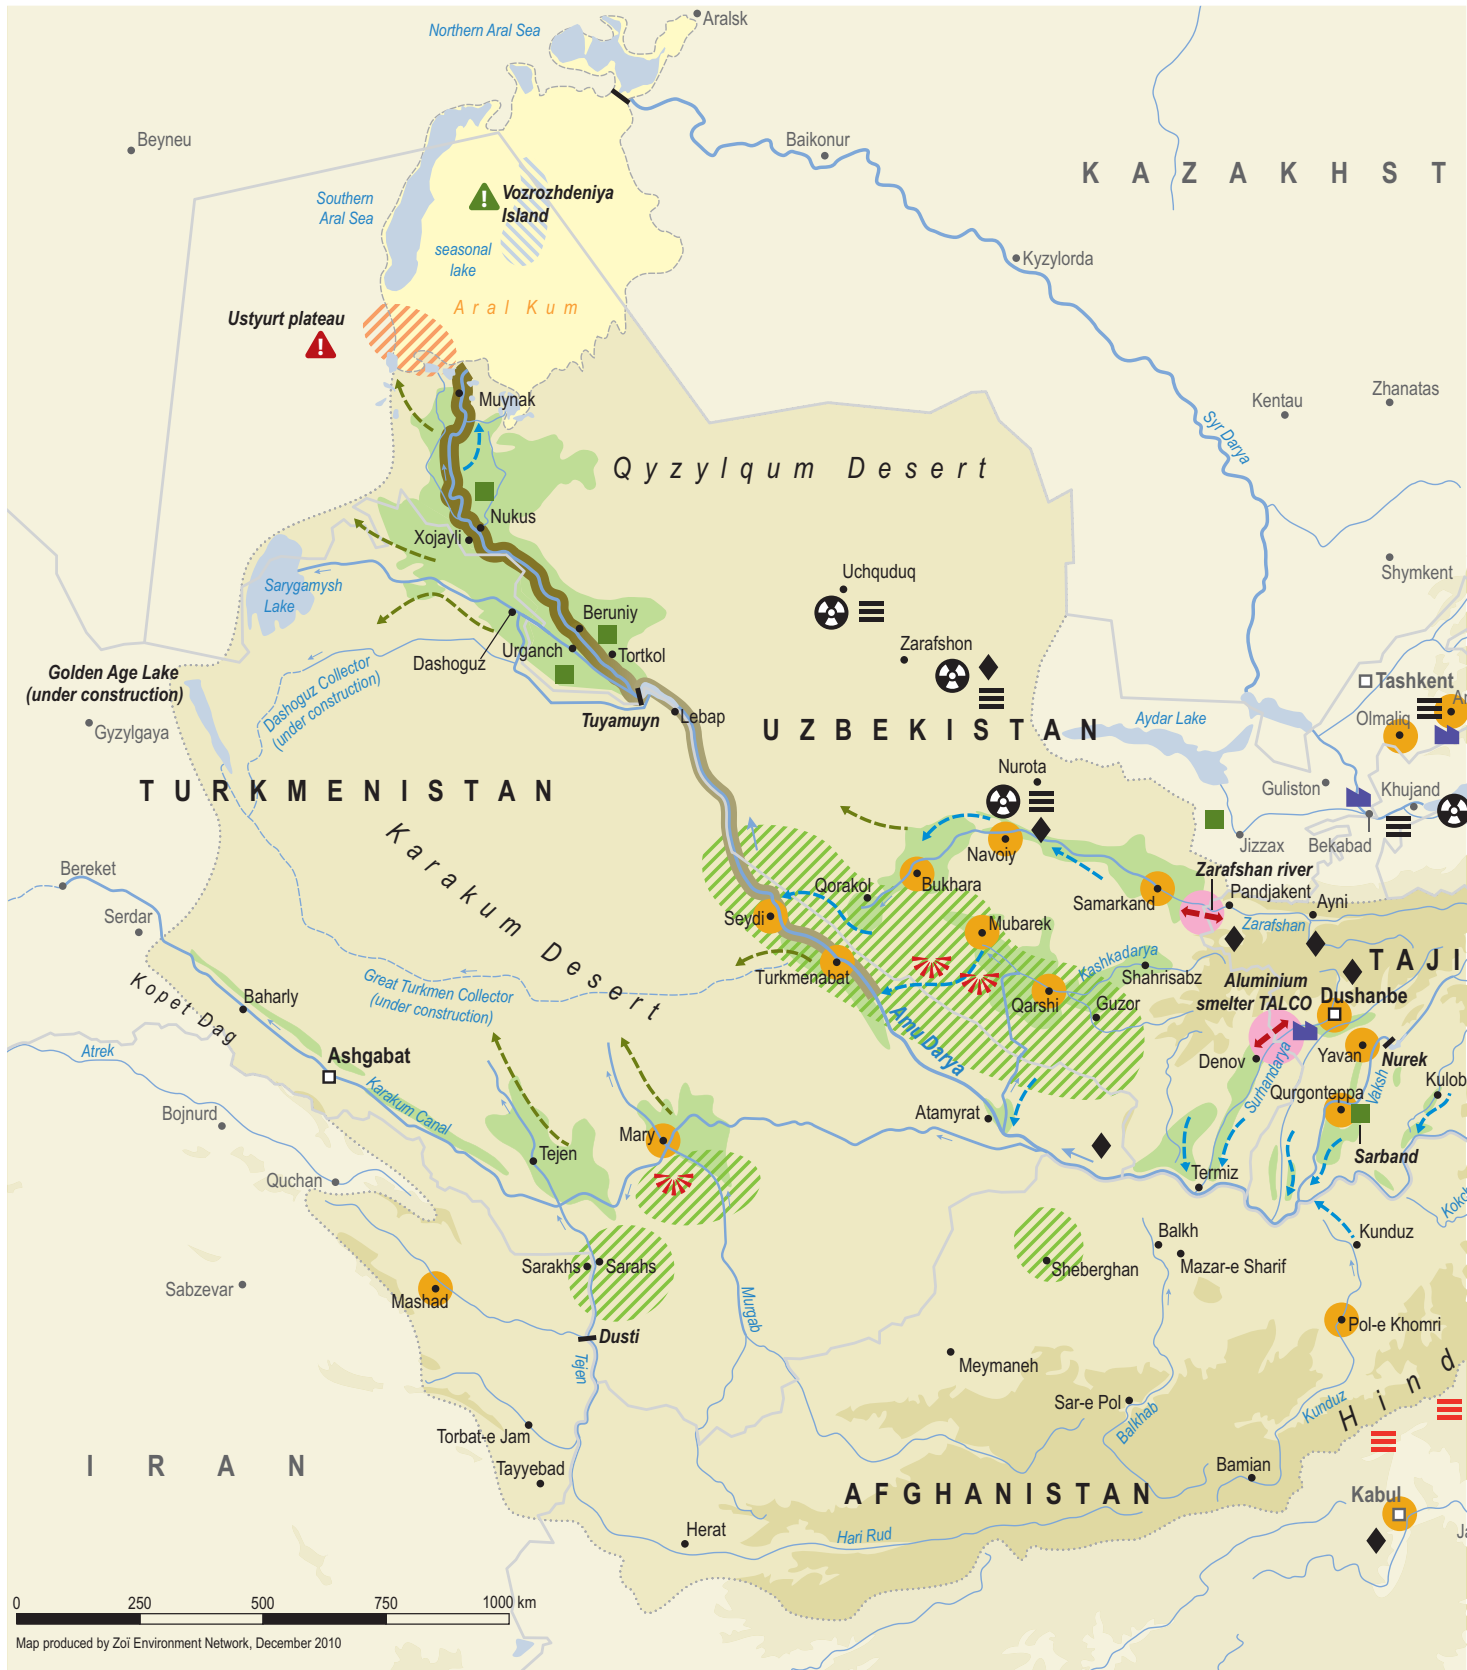 Aralsk
Northern Aral Sea
Beyneu
Baikonur
K A Z A K H S T
Southern
Aral Sea
Vozrozhdeniya
Island
seasonal
lake
Kyzylorda
Aral Kum
Ustyurt plateau
Muynak
Kentau
Zhanatas
Syr Darya
Qyzylqum Desert
Nukus
Xojayli
Shymkent
Uchquduq
Sarygamysh
Lake
Beruniy
Zarafshon
Urganch
Tortkol
Dashoguz
Golden Age Lake
(under construction)
Dashoguz Collector
(under construction)
Tashkent
Tuyamuyn
Lebap
Aydar Lake
Olmaliq
Gyzylgaya
U Z B E K I S T A N
Nurota
Guliston
Khujand
T U R K M E N I S T A N
Karakum Desert
Navoiy
Jizzax
Bekabad
Bereket
Qorakol
Bukhara
Zarafshan river
Samarkand
Pandjakent
Ayni
Serdar
Seydi
Mubarek
Zarafshan
Kashkadarya
T A J I
Turkmenabat
Shahrisabz
Great Turkmen Collector
(under construction)
Aluminium
smelter TALCO
Dushanbe
Kopet Dag
Baharly
Qarshi
Guzor
Amu Darya
Atrek
Ashgabat
Denov
Yavan
Nurek
Surhandarya
Vaksh
Kulob
Qurgonteppa
Bojnurd
Karakum Canal
Atamyrat
Mary
Tejen
Sarband
Quchan
Termiz
Balkh
Kunduz
Sarakhs
Sarahs
Sheberghan
Mazar-e Sharif
Sabzevar
Mashad
Murgab
Pol-e Khomri
Dusti
Tejen
Meymaneh
Hind
Sar-e Pol
Balkhab
Kunduz
Torbat-e Jam
I R A N
Tayyebad
Bamian
A F G H A N I S T A N
Kabul
Herat
Hari Rud
0 250 500 750 1000 km
Map produced by Zoï Environment Network, December 2010